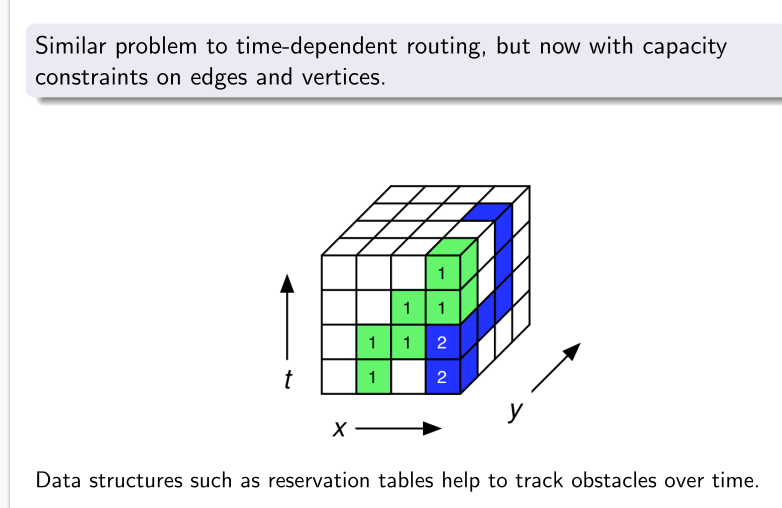 Similar problem to time-dependent routing, but now with capacity
constraints on edges and vertices.
1
1 1
1 1 2
1 2
t
x
y
Data structures such as reservation tables help to track obstacles over time.